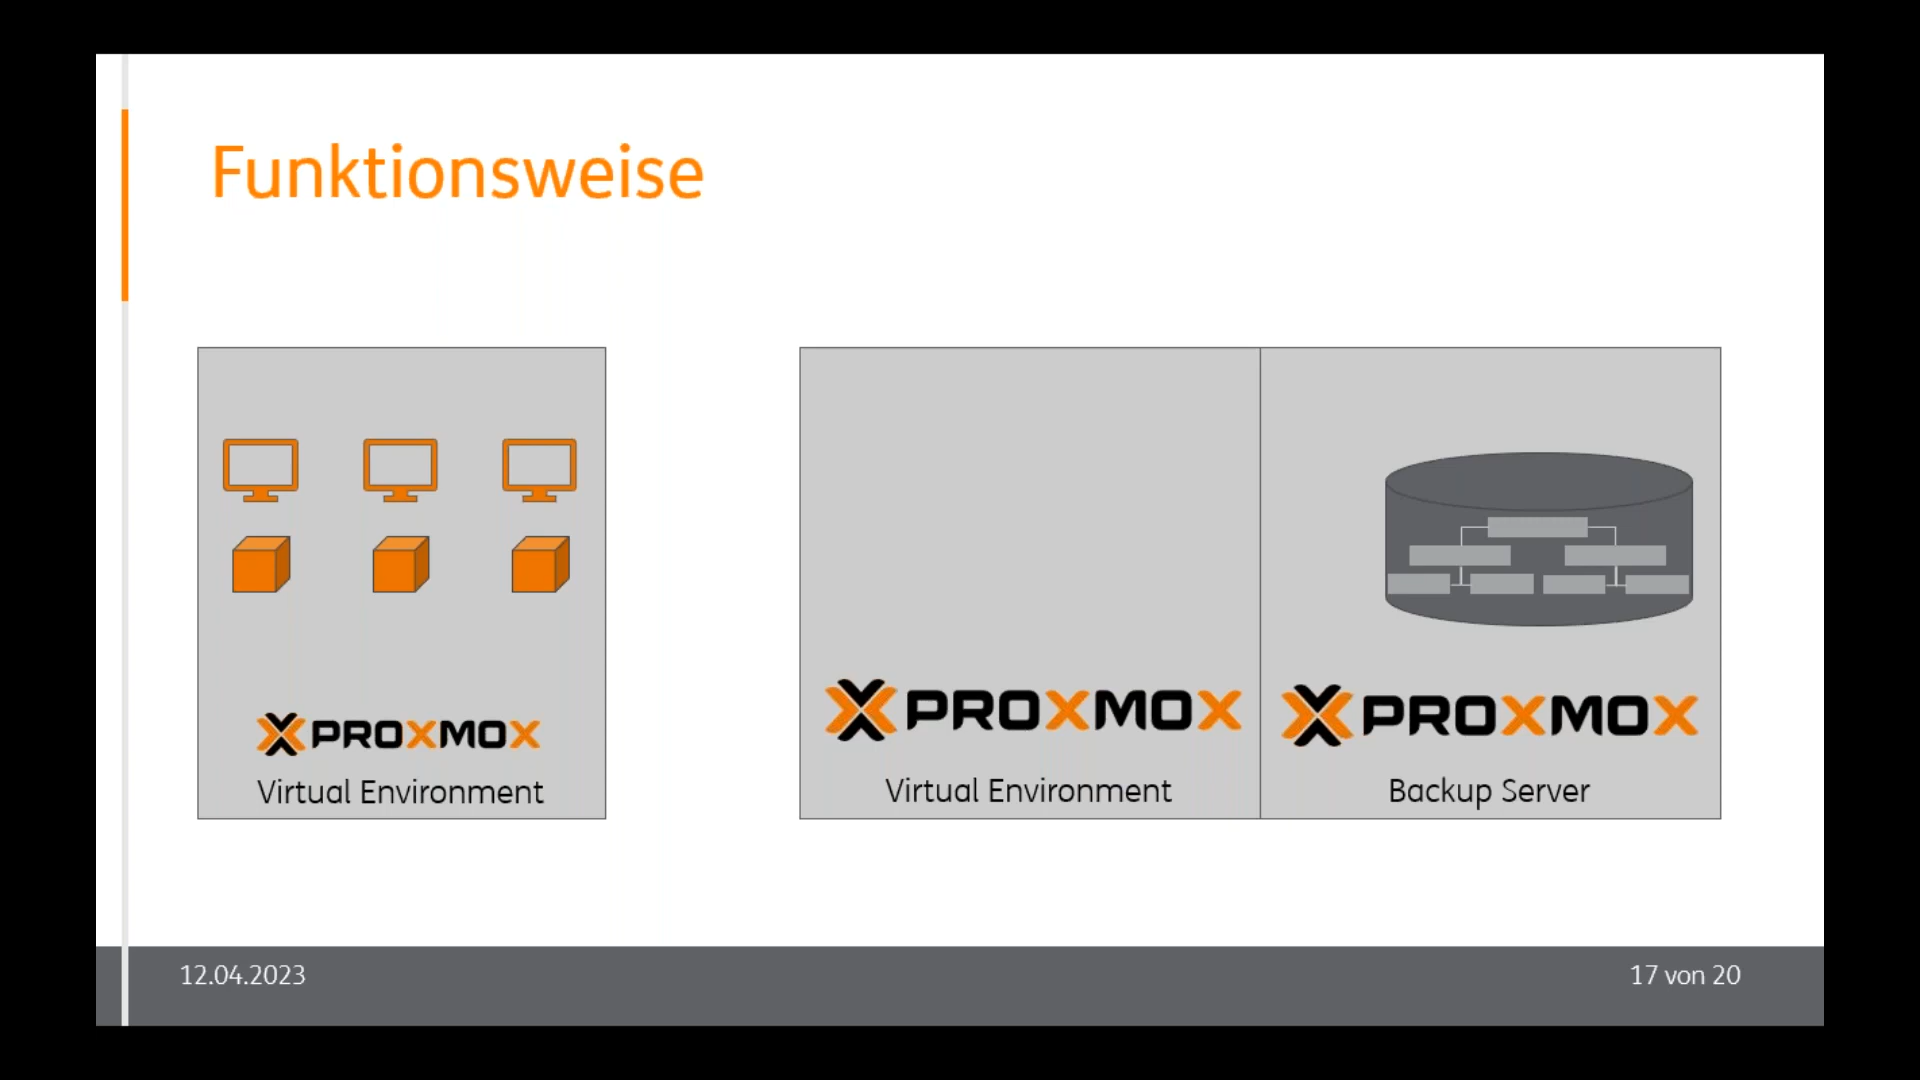 Funktionsweise
PROXMOX
Virtual Environment
PROXMOX
Virtual Environment
PROXMOX
Backup Server
12.04.2023
17 von 20